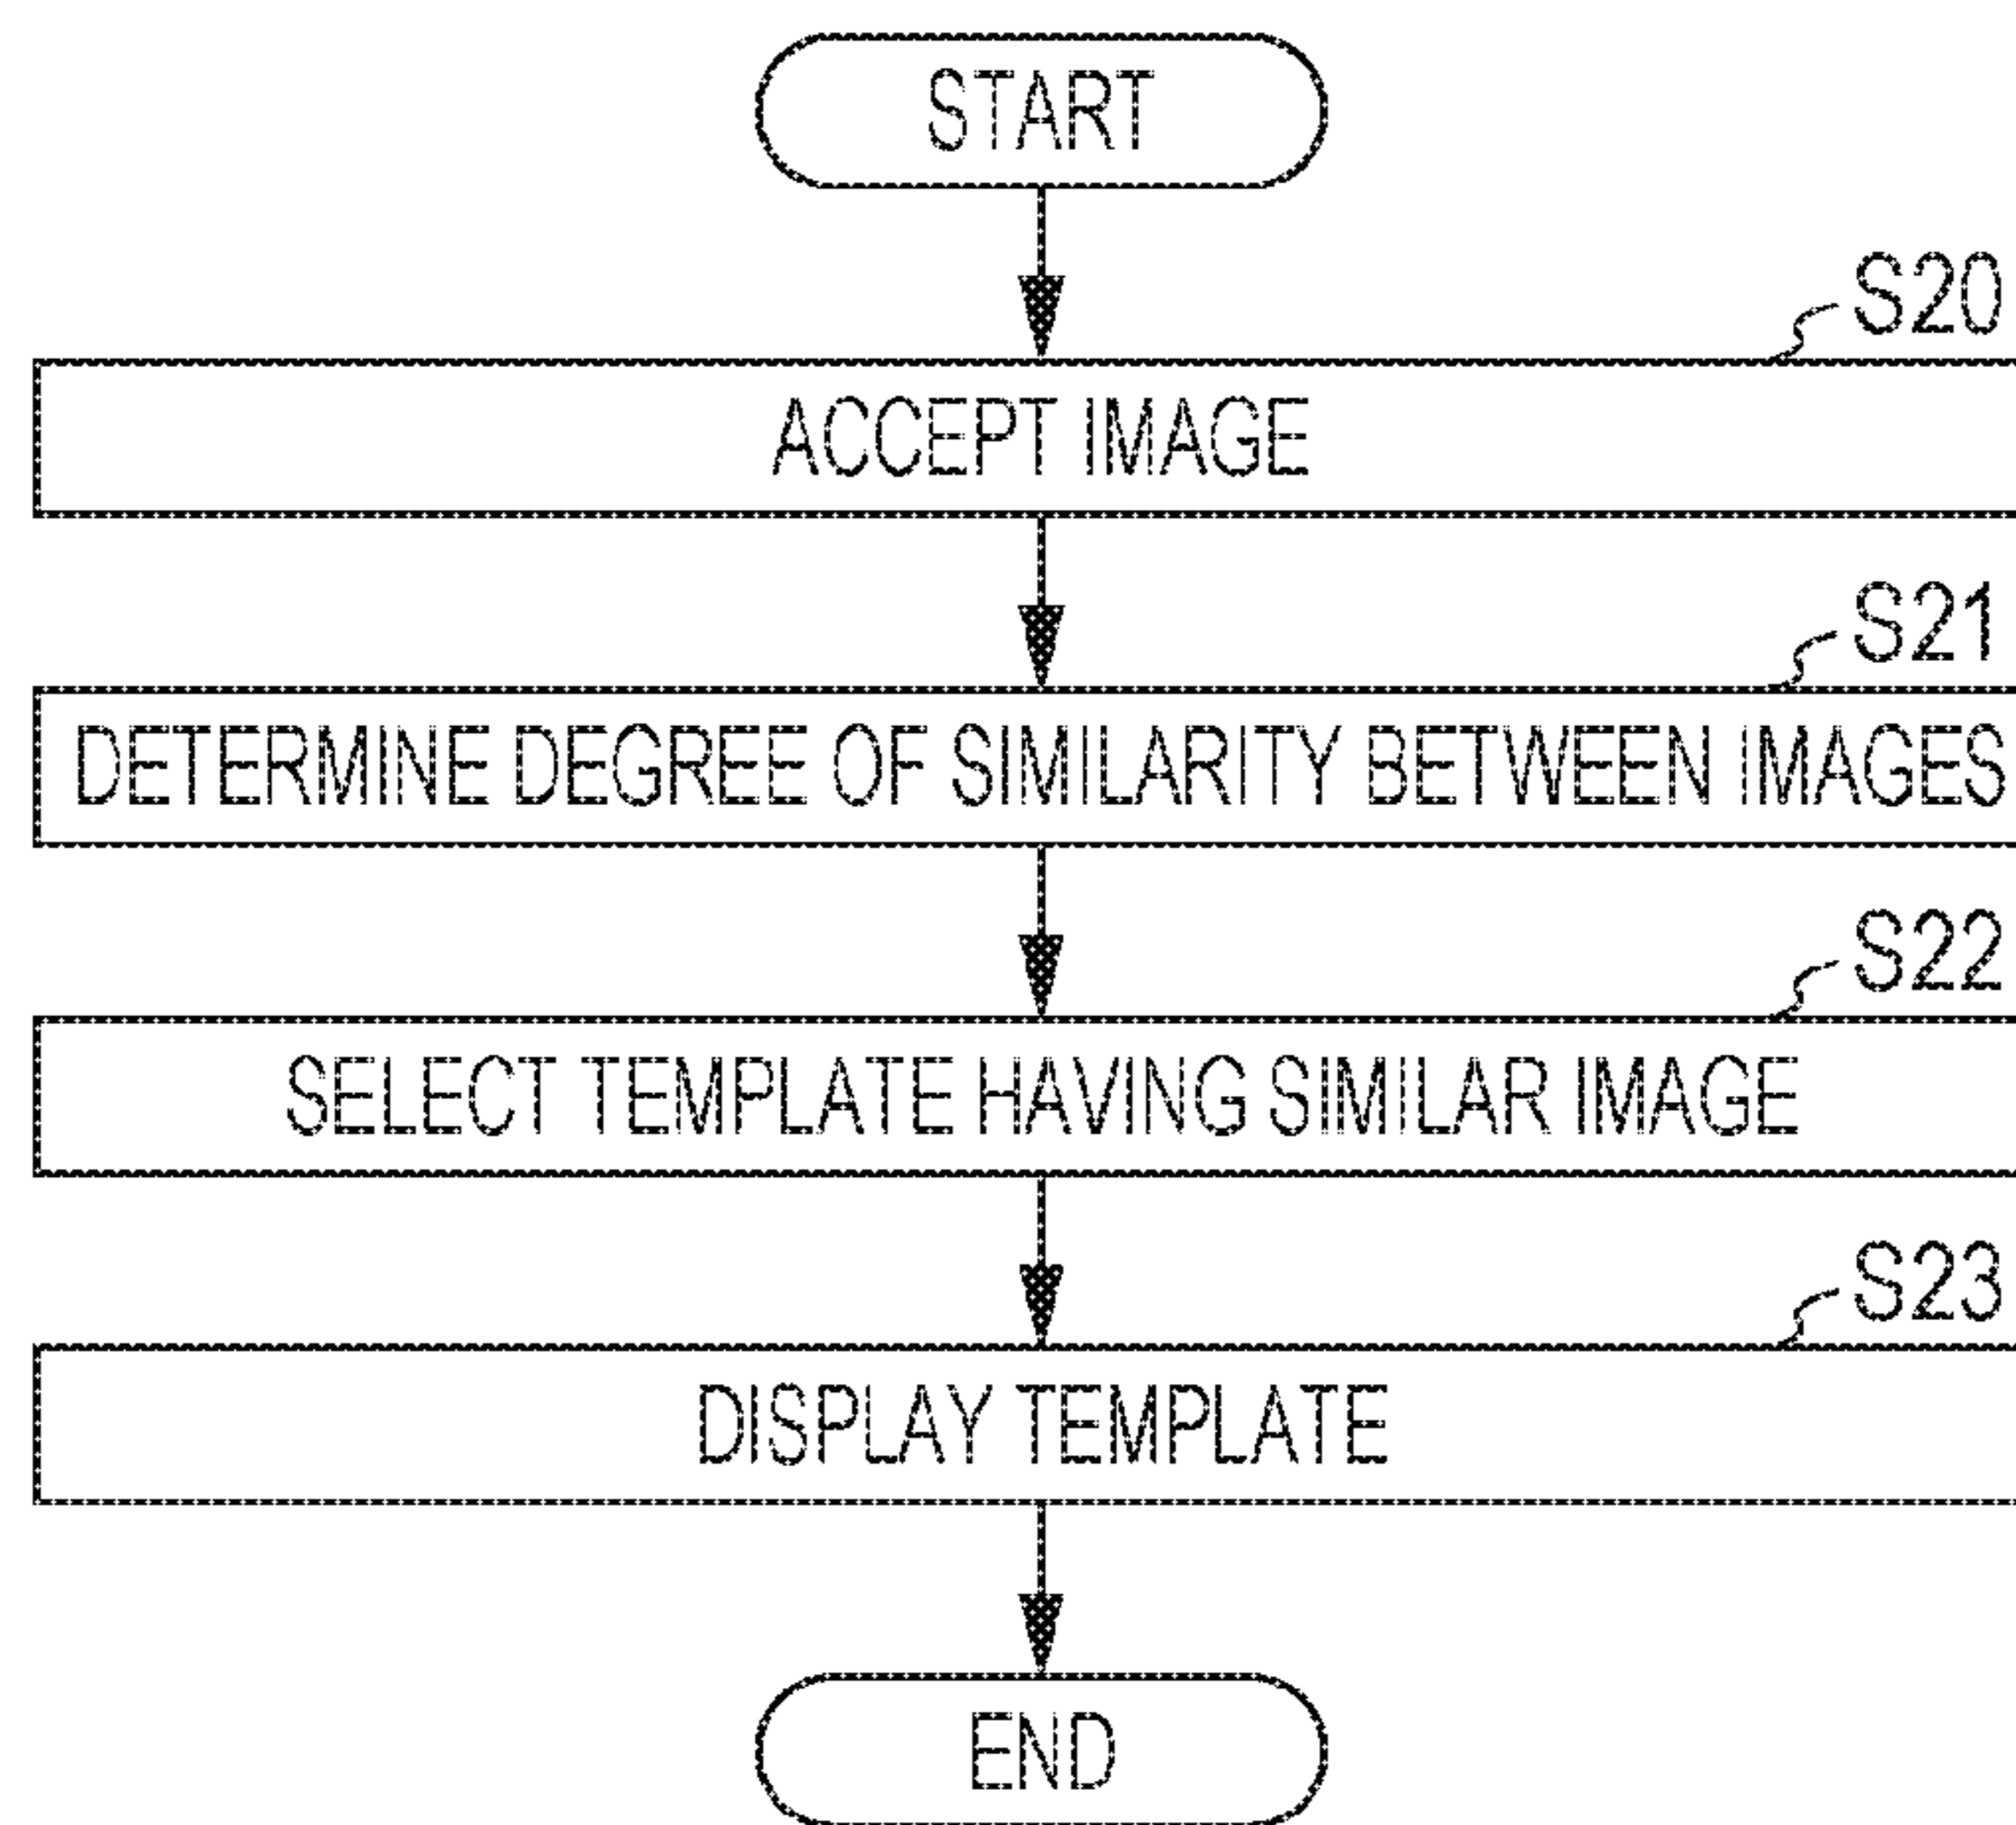 START
S20
ACCEPT IMAGE
S21
DETERMINE DEGREE OF SIMILARITY BETWEEN IMAGES
S22
SELECT TEMPLATE HAVING SIMILAR IMAGE
S23
DISPLAY TEMPLATE
END